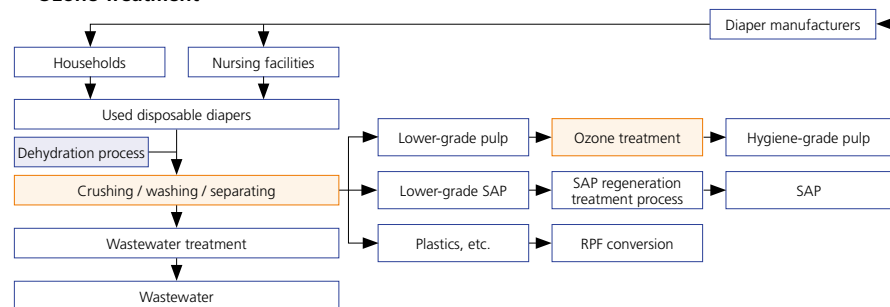 Ozone Treatment
Diaper manufacturers
Households
Nursing facilities
Used disposable diapers
Dehydration process
Crushing / washing / separating
Wastewater treatment
Wastewater
Lower-grade pulp
Ozone treatment
Hygiene-grade pulp
Lower-grade SAP
SAP regeneration
treatment process
SAP
Plastics, etc.
RPF conversion